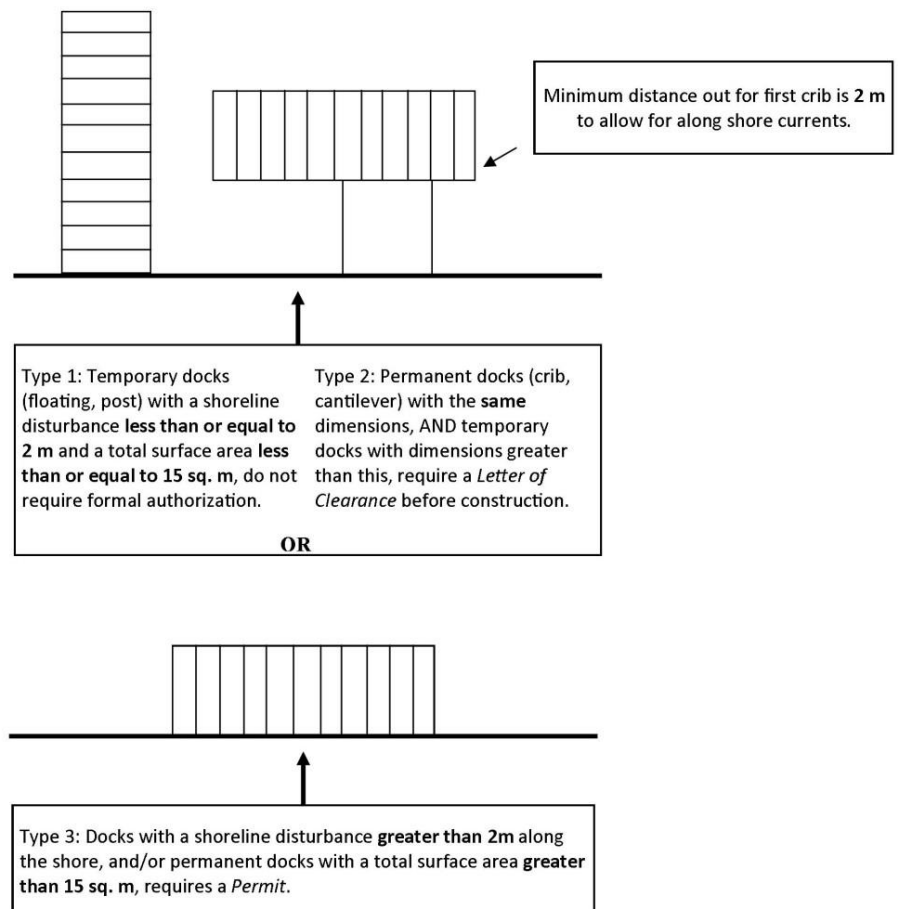 Minimum distance out for first crib is 2 m
to allow for along shore currents.
Type 1: Temporary docks
(floating, post) with a shoreline
disturbance less than or equal to
2 m and a total surface area less
than or equal to 15 sq. m, do not
require formal authorization.
Type 2: Permanent docks (crib,
cantilever) with the same
dimensions, AND temporary
docks with dimensions greater
than this, require a Letter of
Clearance before construction.
OR
Type 3: Docks with a shoreline disturbance greater than 2m along
the shore, and/or permanent docks with a total surface area greater
than 15 sq. m, requires a Permit.